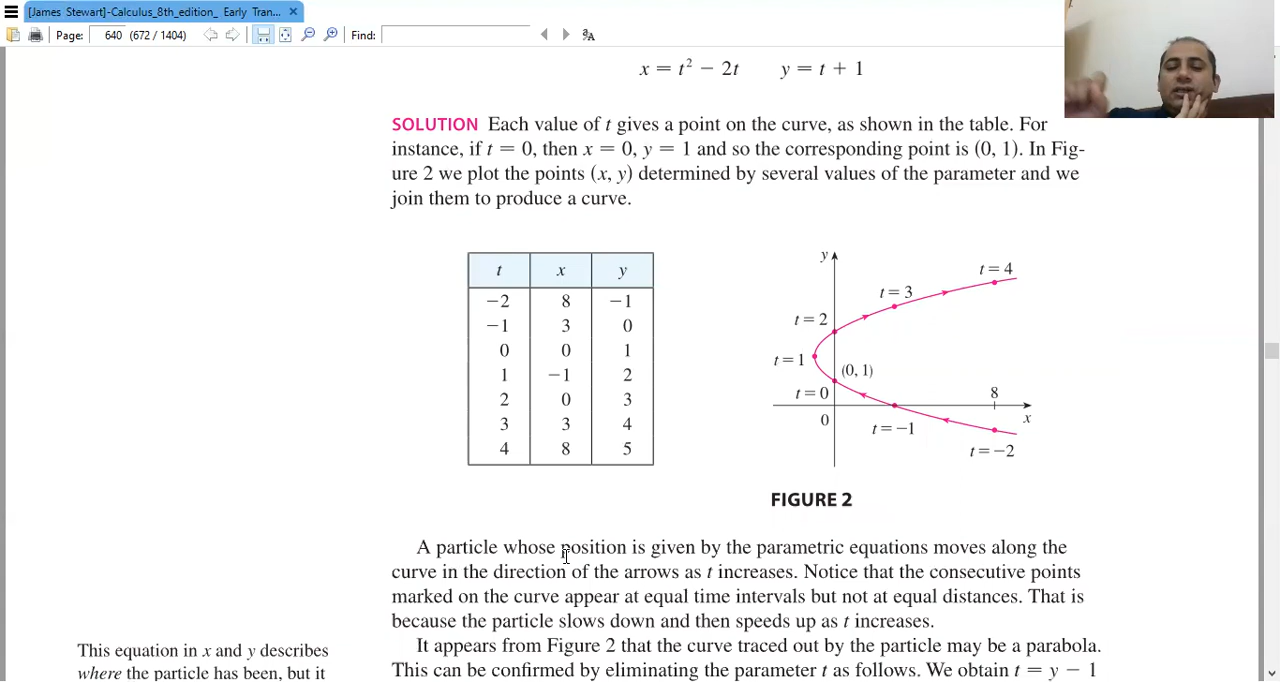 [James Stewart]-Calculus_8th_edition_ Early Tran...
Page: 640 (672 / 1404) Find:
x = t² − 2t y = t + 1
SOLUTION Each value of t gives a point on the curve, as shown in the table. For
instance, if t = 0, then x = 0, y = 1 and so the corresponding point is (0, 1). In Fig-
ure 2 we plot the points (x, y) determined by several values of the parameter and we
join them to produce a curve.
t x y
−2 8 −1
−1 3 0
0 0 1
1 −1 2
2 0 3
3 3 4
4 8 5
y
t = 4
t = 3
t = 2
t = 1
(0, 1)
t = 0
8
0
x
t = −1
t = −2
FIGURE 2
A particle whose position is given by the parametric equations moves along the
curve in the direction of the arrows as t increases. Notice that the consecutive points
marked on the curve appear at equal time intervals but not at equal distances. That is
because the particle slows down and then speeds up as t increases.
It appears from Figure 2 that the curve traced out by the particle may be a parabola.
This can be confirmed by eliminating the parameter t as follows. We obtain t = y − 1
This equation in x and y describes
where the particle has been, but it